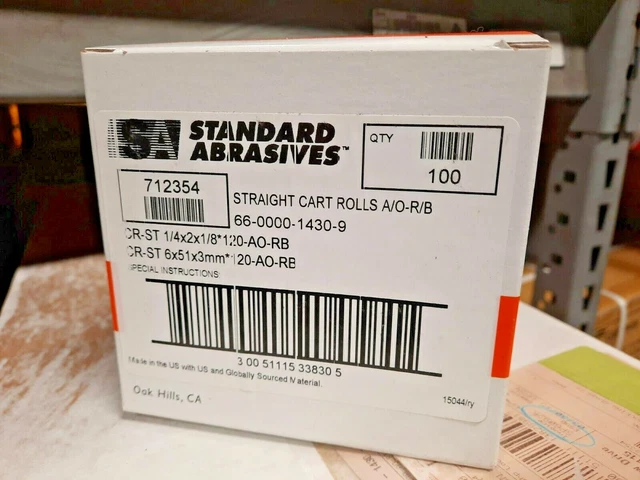 SA STANDARD
ABRASIVES™
QTY
100
712354
STRAIGHT CART ROLLS A/O-R/B
66-0000-1430-9
CR-ST 1/4x2x1/8*120-AO-RB
CR-ST 6x51x3mm*120-AO-RB
SPECIAL INSTRUCTIONS:
3 00 51115 33830 5
Made in the US with US and Globally Sourced Material.
15044/ry
Oak Hills, CA